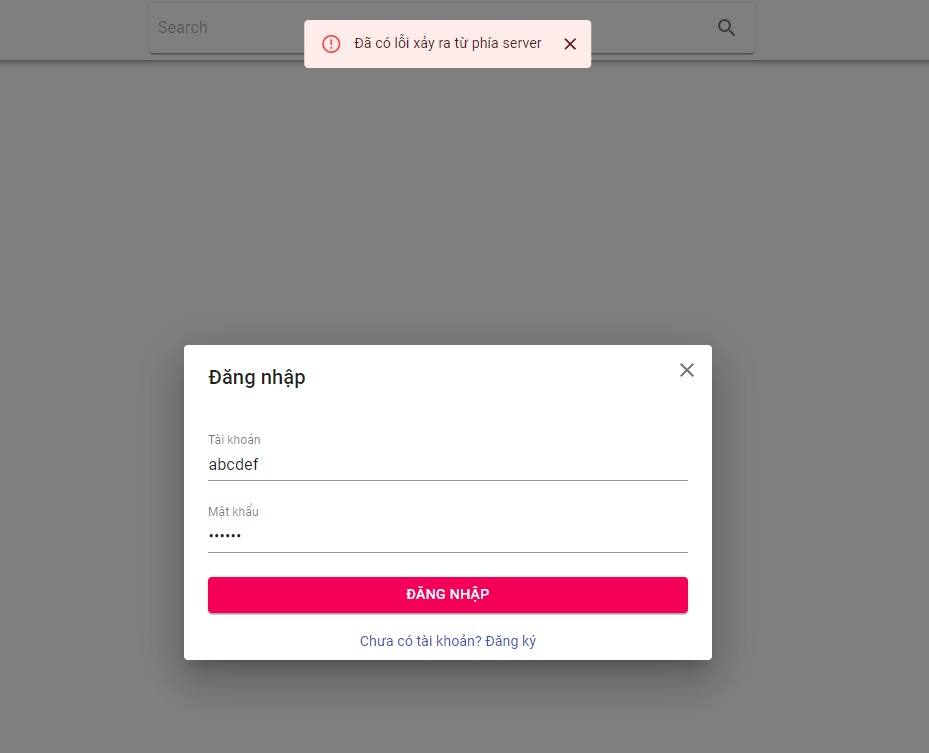 Search
Đã có lỗi xảy ra từ phía server
Đăng nhập
Tài khoản
abcdef
Mật khẩu
••••••
ĐĂNG NHẬP
Chưa có tài khoản? Đăng ký